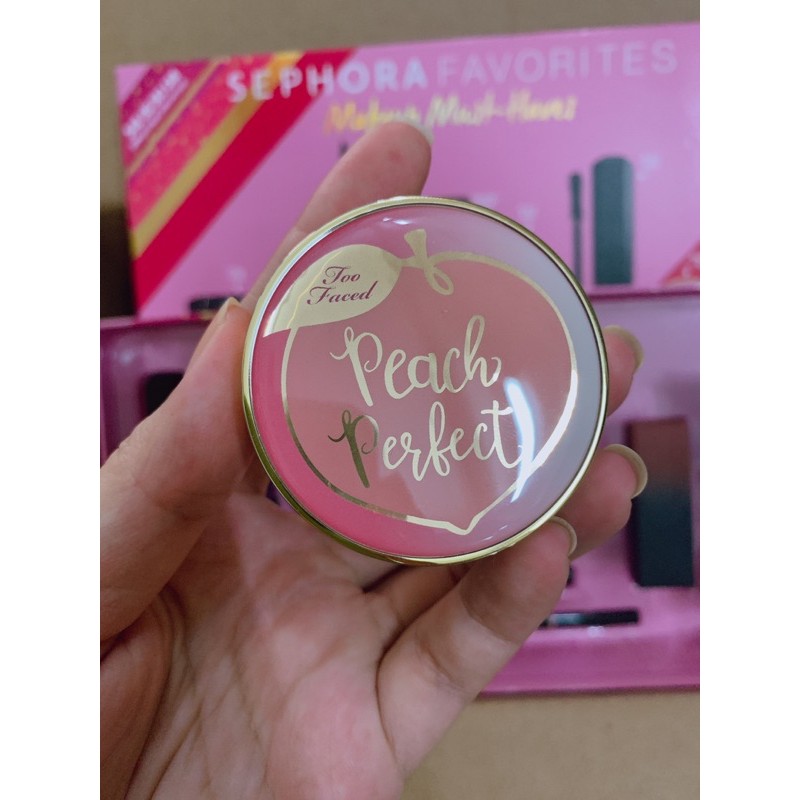 SEPHORA FAVORITES
Makeup Must Haves
Too
Faced
Peach
Perfect